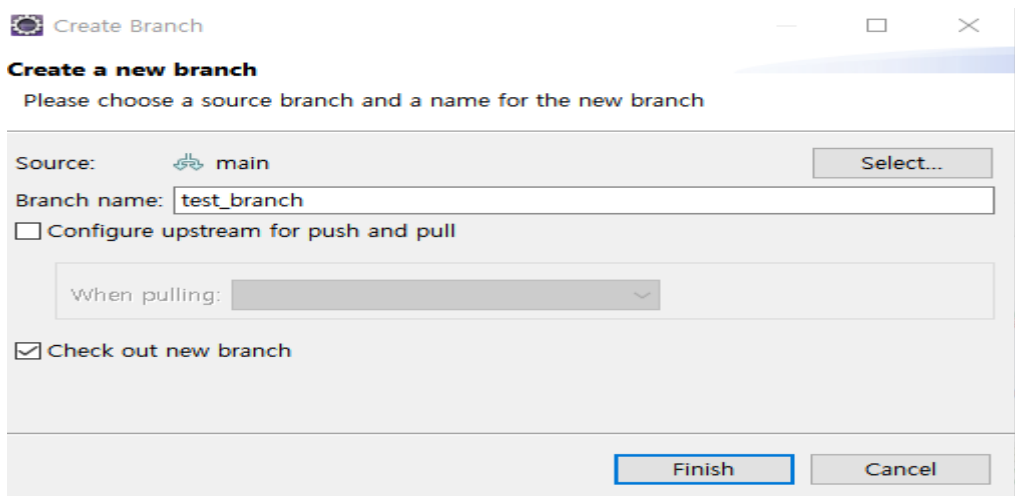 Create Branch
Create a new branch
Please choose a source branch and a name for the new branch
Source: main Select...
Branch name: test_branch
Configure upstream for push and pull
When pulling:
Check out new branch
Finish Cancel